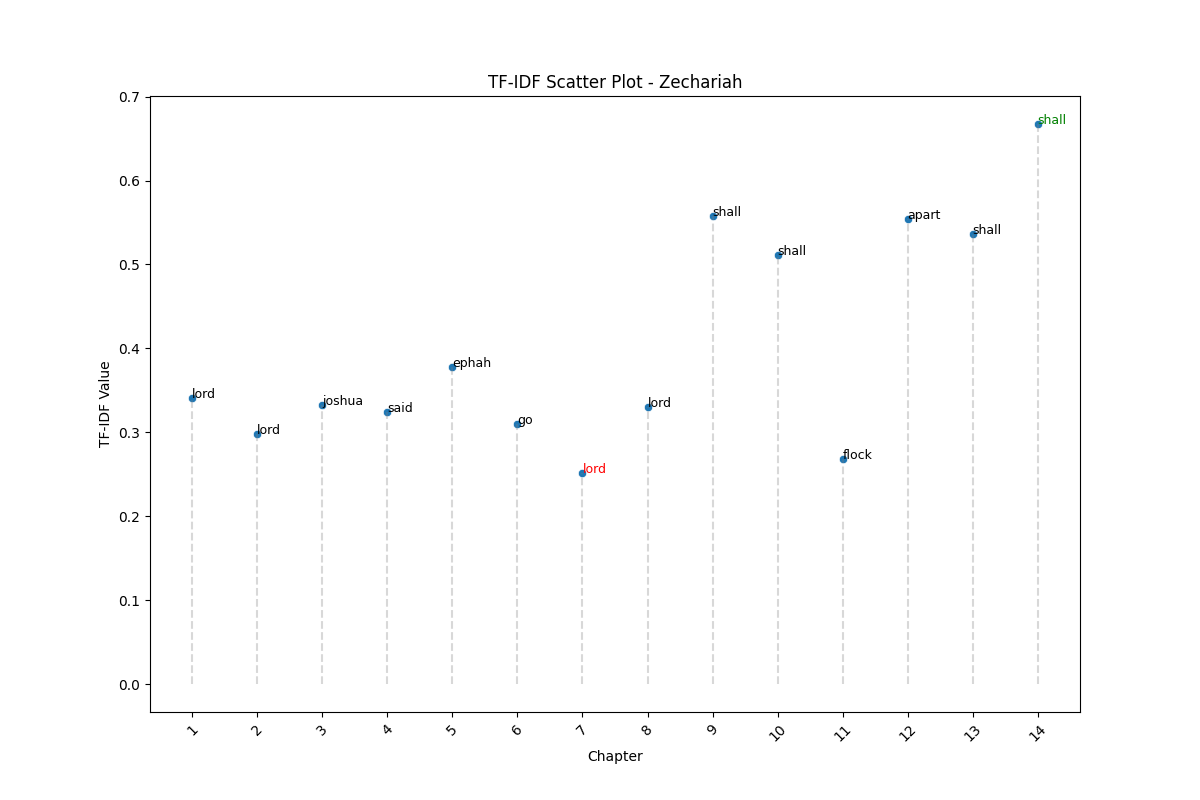 TF-IDF Scatter Plot - Zechariah
TF-IDF Value
0.7
0.6
0.5
0.4
0.3
0.2
0.1
0.0
lord
lord
joshua
said
ephah
go
lord
lord
shall
shall
flock
apart
shall
shall
1
2
3
4
5
6
7
8
9
10
11
12
13
14
Chapter